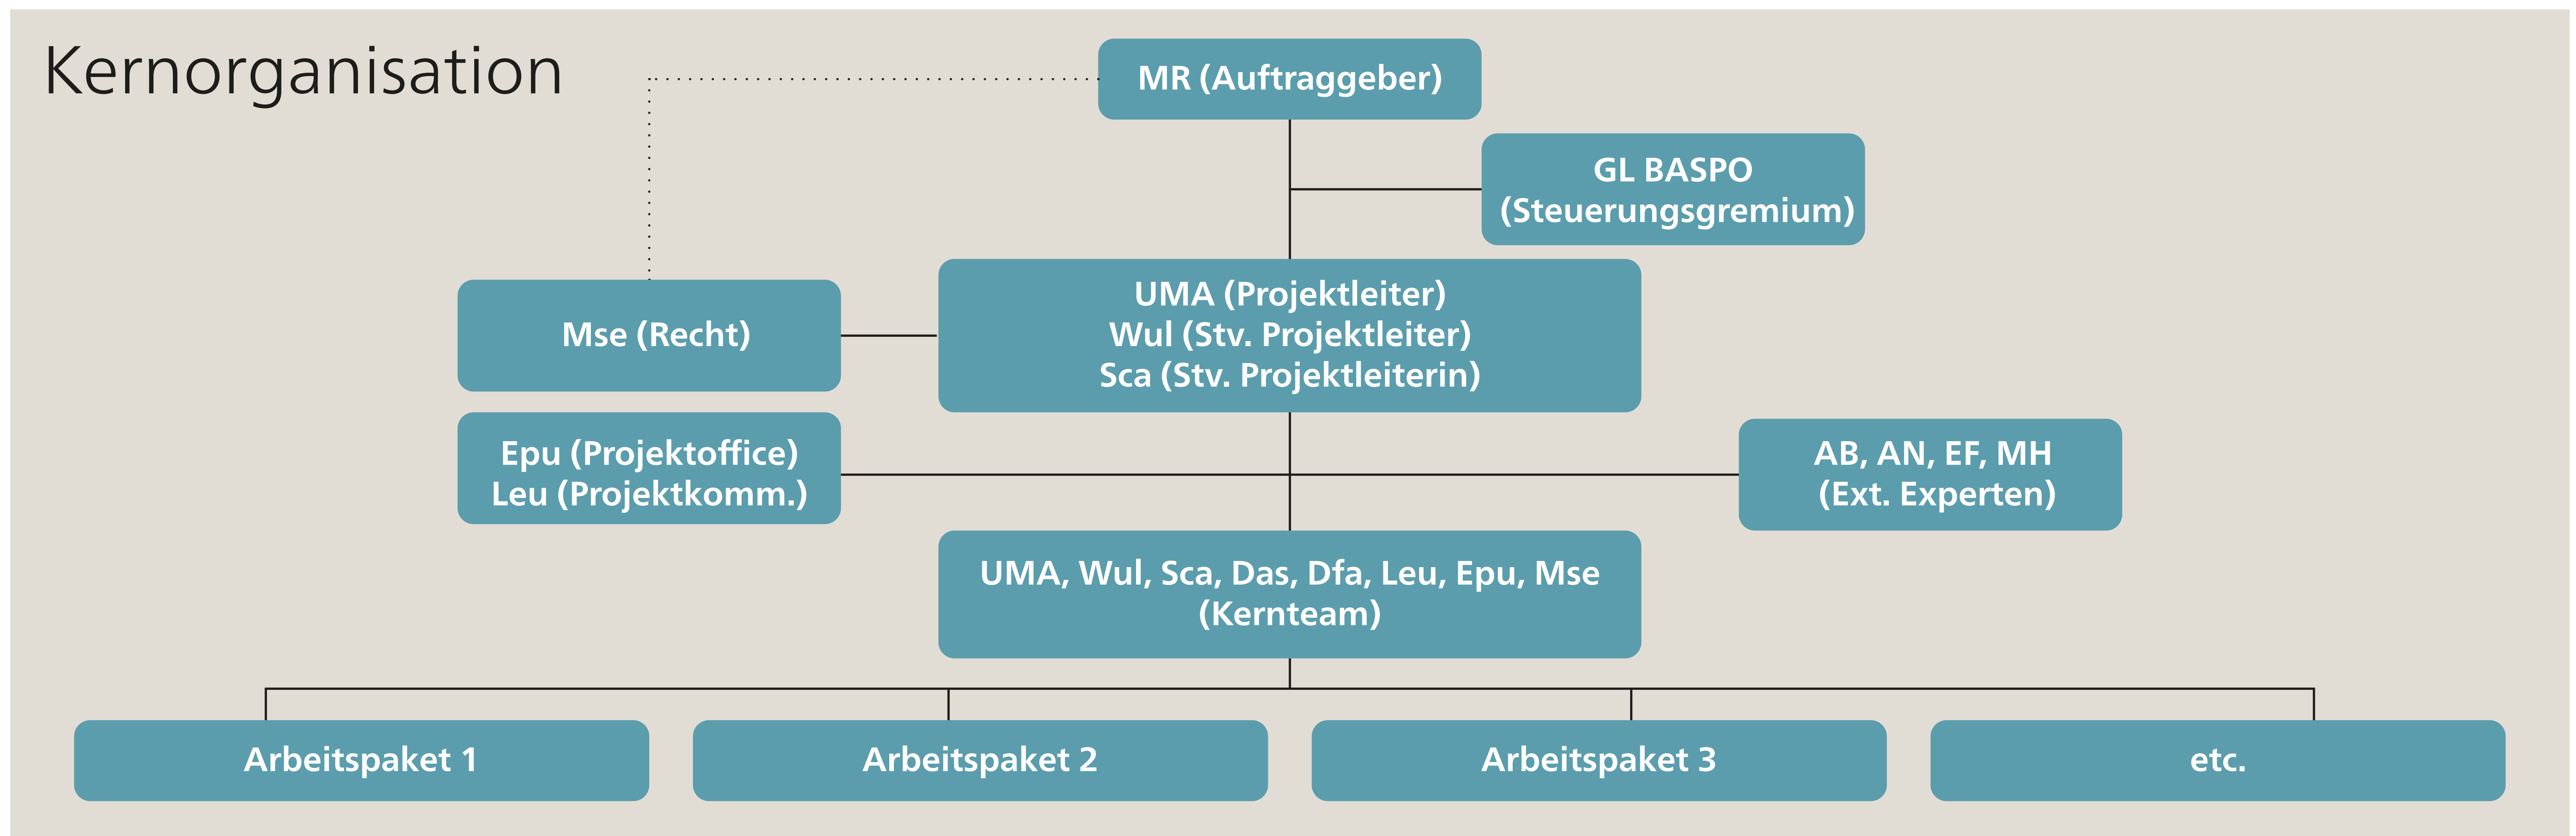 Kernorganisation
MR (Auftraggeber)
GL BASPO
(Steuerungsgremium)
UMA (Projektleiter)
Wul (Stv. Projektleiter)
Sca (Stv. Projektleiterin)
Mse (Recht)
Epu (Projektoffice)
Leu (Projektkomm.)
AB, AN, EF, MH
(Ext. Experten)
UMA, Wul, Sca, Das, Dfa, Leu, Epu, Mse
(Kernteam)
Arbeitspaket 1
Arbeitspaket 2
Arbeitspaket 3
etc.